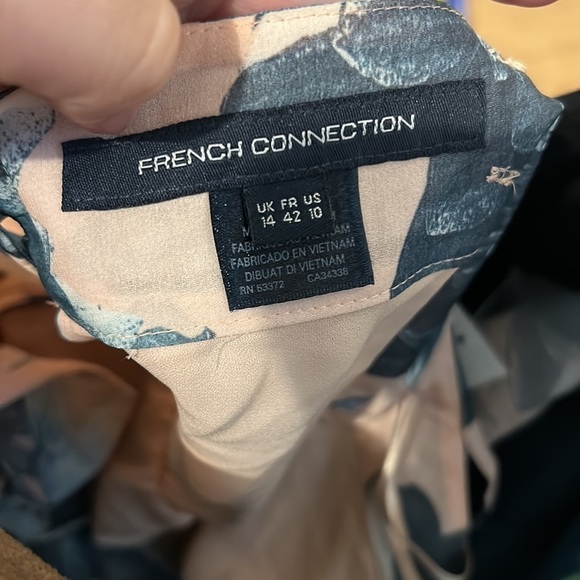 FRENCH CONNECTION
UK FR US
14 42 10
FABRICADO EN VIETNAM
DIBUAT DI VIETNAM
RN 53372 CA34338